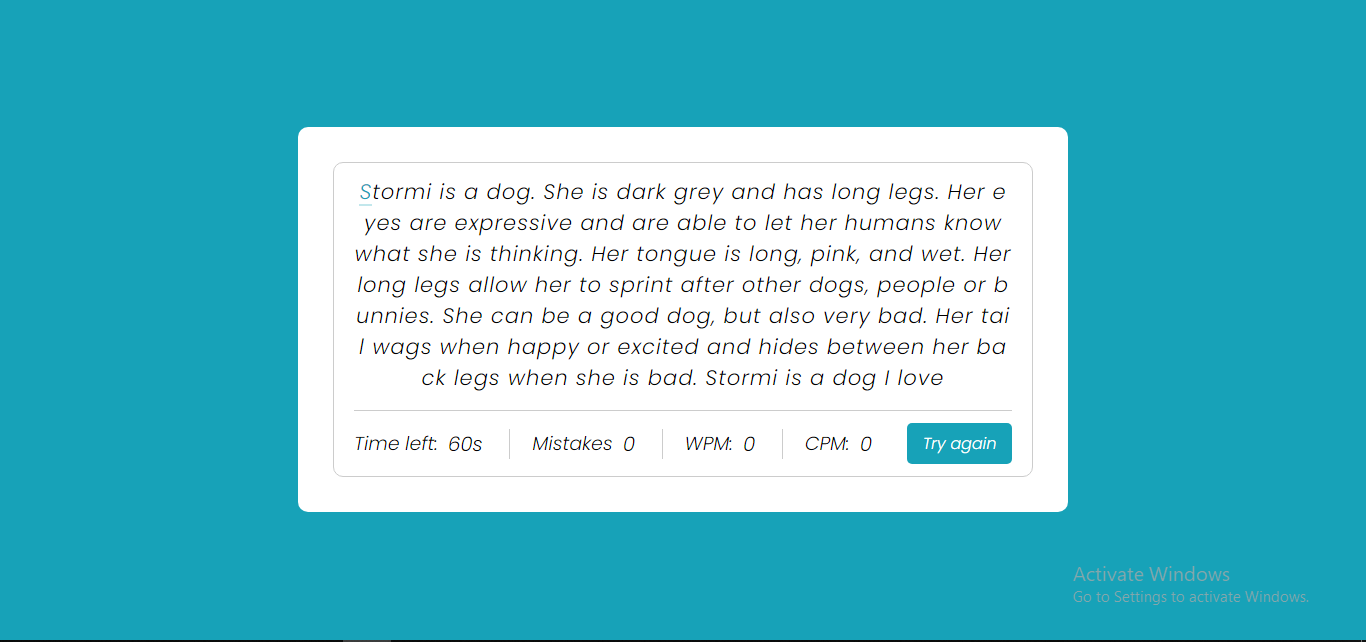 Stormi is a dog. She is dark grey and has long legs. Her e
yes are expressive and are able to let her humans know
what she is thinking. Her tongue is long, pink, and wet. Her
long legs allow her to sprint after other dogs, people or b
unnies. She can be a good dog, but also very bad. Her tai
l wags when happy or excited and hides between her ba
ck legs when she is bad. Stormi is a dog I love
Time left: 60s Mistakes 0 WPM: 0 CPM: 0 Try again
Activate Windows
Go to Settings to activate Windows.